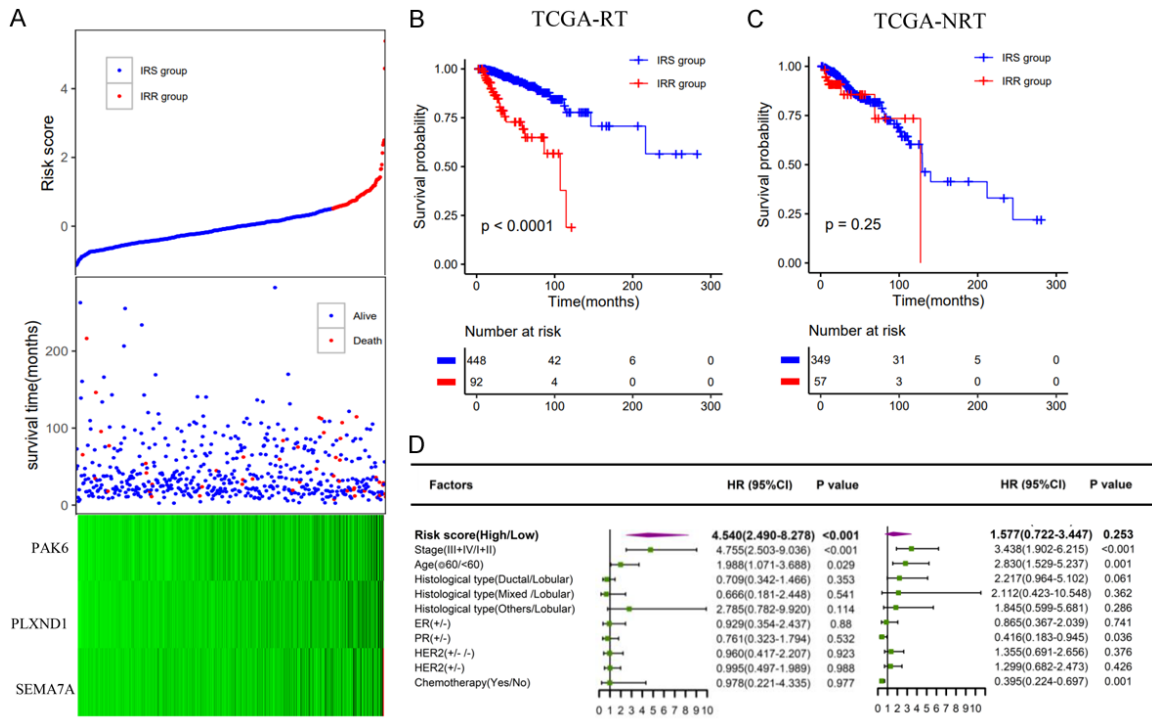 A
Risk score
4
2
0
IRS group
IRR group
survival time(months)
200
100
0
Alive
Death
PAK6
PLXND1
SEMA7A
B
TCGA-RT
Survival probability
1.00
0.75
0.50
0.25
0.00
IRS group
IRR group
p < 0.0001
0 100 200 300
Time(months)
Number at risk
448 42 6 0
92 4 0 0
0 100 200 300
C
TCGA-NRT
Survival probability
1.00
0.75
0.50
0.25
0.00
IRS group
IRR group
p = 0.25
0 100 200 300
Time(months)
Number at risk
349 31 5 0
57 3 0 0
0 100 200 300
D
Factors HR (95%CI) P value HR (95%CI) P value
Risk score(High/Low) 4.540(2.490-8.278) <0.001 1.577(0.722-3.447) 0.253
Stage(III+IV/I+II) 4.755(2.503-9.036) <0.001 3.438(1.902-6.215) <0.001
Age(⊙60/<60) 1.988(1.071-3.688) 0.029 2.830(1.529-5.237) 0.001
Histological type(Ductal/Lobular) 0.709(0.342-1.466) 0.353 2.217(0.964-5.102) 0.061
Histological type(Mixed /Lobular) 0.666(0.181-2.448) 0.541 2.112(0.423-10.548) 0.362
Histological type(Others/Lobular) 2.785(0.782-9.920) 0.114 1.845(0.599-5.681) 0.286
ER(+/-) 0.929(0.354-2.437) 0.88 0.865(0.367-2.039) 0.741
PR(+/-) 0.761(0.323-1.794) 0.532 0.416(0.183-0.945) 0.036
HER2(+/- /-) 0.960(0.417-2.207) 0.923 1.355(0.691-2.656) 0.376
HER2(+/-) 0.995(0.497-1.989) 0.988 1.299(0.682-2.473) 0.426
Chemotherapy(Yes/No) 0.978(0.221-4.335) 0.977 0.395(0.224-0.697) 0.001
0 1 2 3 4 5 6 7 8 9 10 0 1 2 3 4 5 6 7 8 9 10